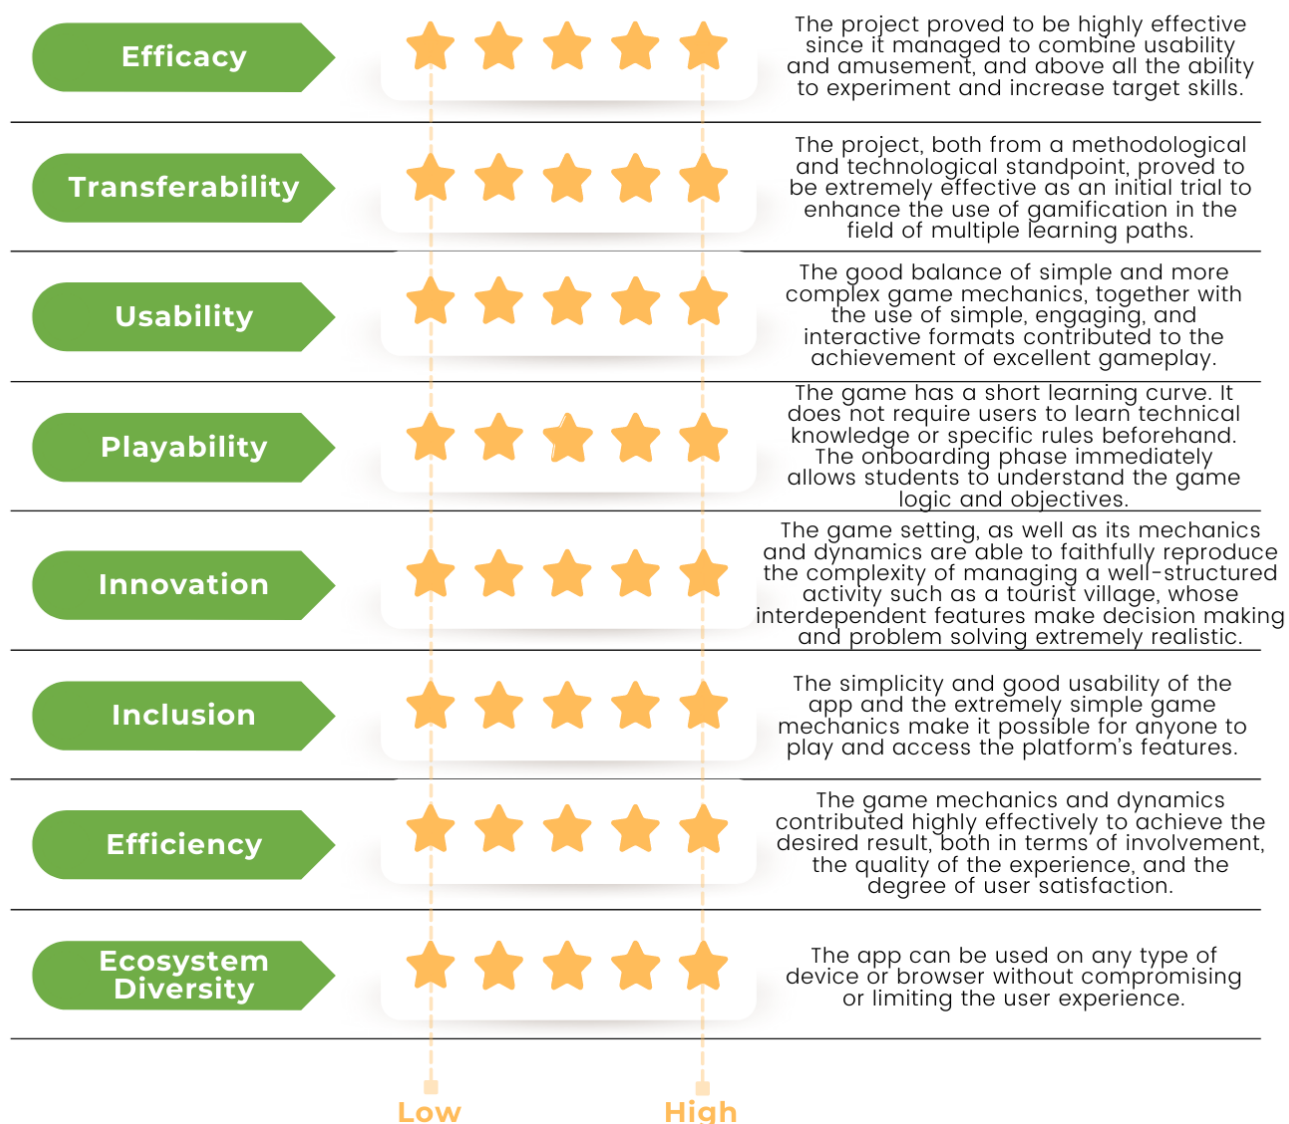 Efficacy
The project proved to be highly effective
since it managed to combine usability
and amusement, and above all the ability
to experiment and increase target skills.
Transferability
The project, both from a methodological
and technological standpoint, proved to
be extremely effective as an initial trial to
enhance the use of gamification in the
field of multiple learning paths.
Usability
The good balance of simple and more
complex game mechanics, together with
the use of simple, engaging, and
interactive formats contributed to the
achievement of excellent gameplay.
Playability
The game has a short learning curve. It
does not require users to learn technical
knowledge or specific rules beforehand.
The onboarding phase immediately
allows students to understand the game
logic and objectives.
Innovation
The game setting, as well as its mechanics
and dynamics are able to faithfully reproduce
the complexity of managing a well-structured
activity such as a tourist village, whose
interdependent features make decision making
and problem solving extremely realistic.
Inclusion
The simplicity and good usability of the
app and the extremely simple game
mechanics make it possible for anyone to
play and access the platform's features.
Efficiency
The game mechanics and dynamics
contributed highly effectively to achieve the
desired result, both in terms of involvement,
the quality of the experience, and the
degree of user satisfaction.
Ecosystem
Diversity
The app can be used on any type of
device or browser without compromising
or limiting the user experience.
Low
High